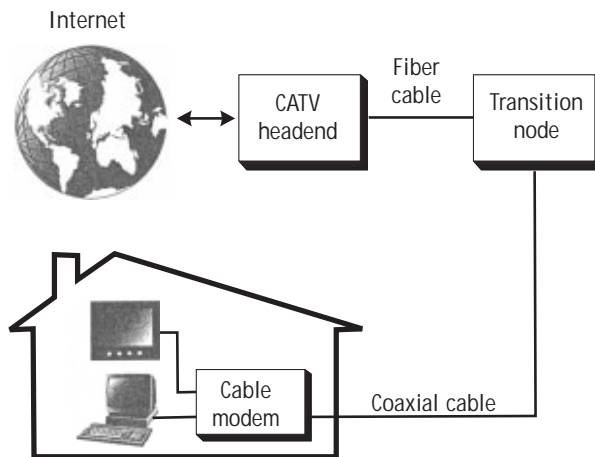 Internet
CATV
headend
Fiber
cable
Transition
node
Cable
modem
Coaxial cable